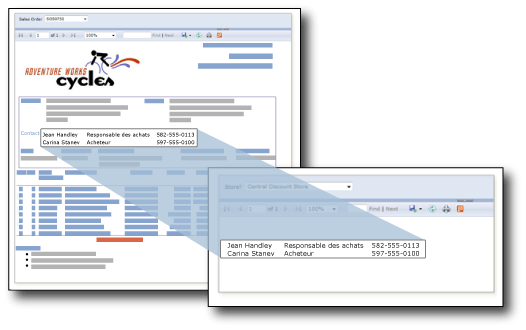 Sales Order SO50750
1 of 1 100% Find | Next
ADVENTURE WORKS
cycles
Contact
Jean Handley Responsable des achats 582-555-0113
Carina Stanev Acheteur 597-555-0100
Store: Central Discount Store
1 of 1 100% Find | Next
Jean Handley Responsable des achats 582-555-0113
Carina Stanev Acheteur 597-555-0100